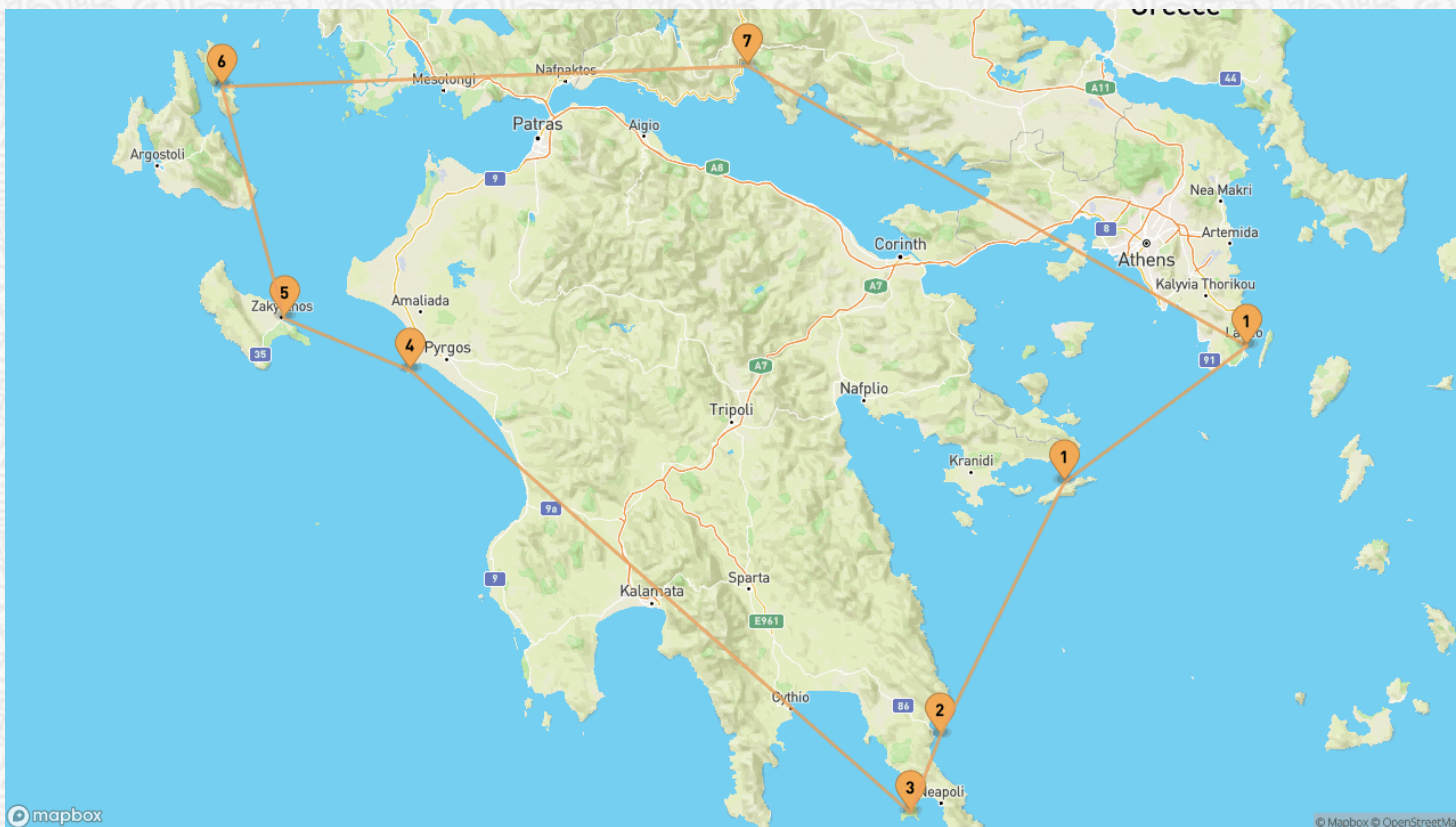 Greece
6
7
44
Mesolongi
Nafpaktos
A11
Patras
Aigio
Argostoli
A8
9
Nea Makri
8
Artemida
Corinth
Athens
Kalyvia Thorikou
A7
5
Amaliada
1
4
Pyrgos
35
91
A7
Nafplio
Tripoli
1
Kranidi
9a
9
Sparta
Kalamata
E961
Gythio
86
2
3
Neapoli
mapbox
© Mapbox © OpenStreetMa